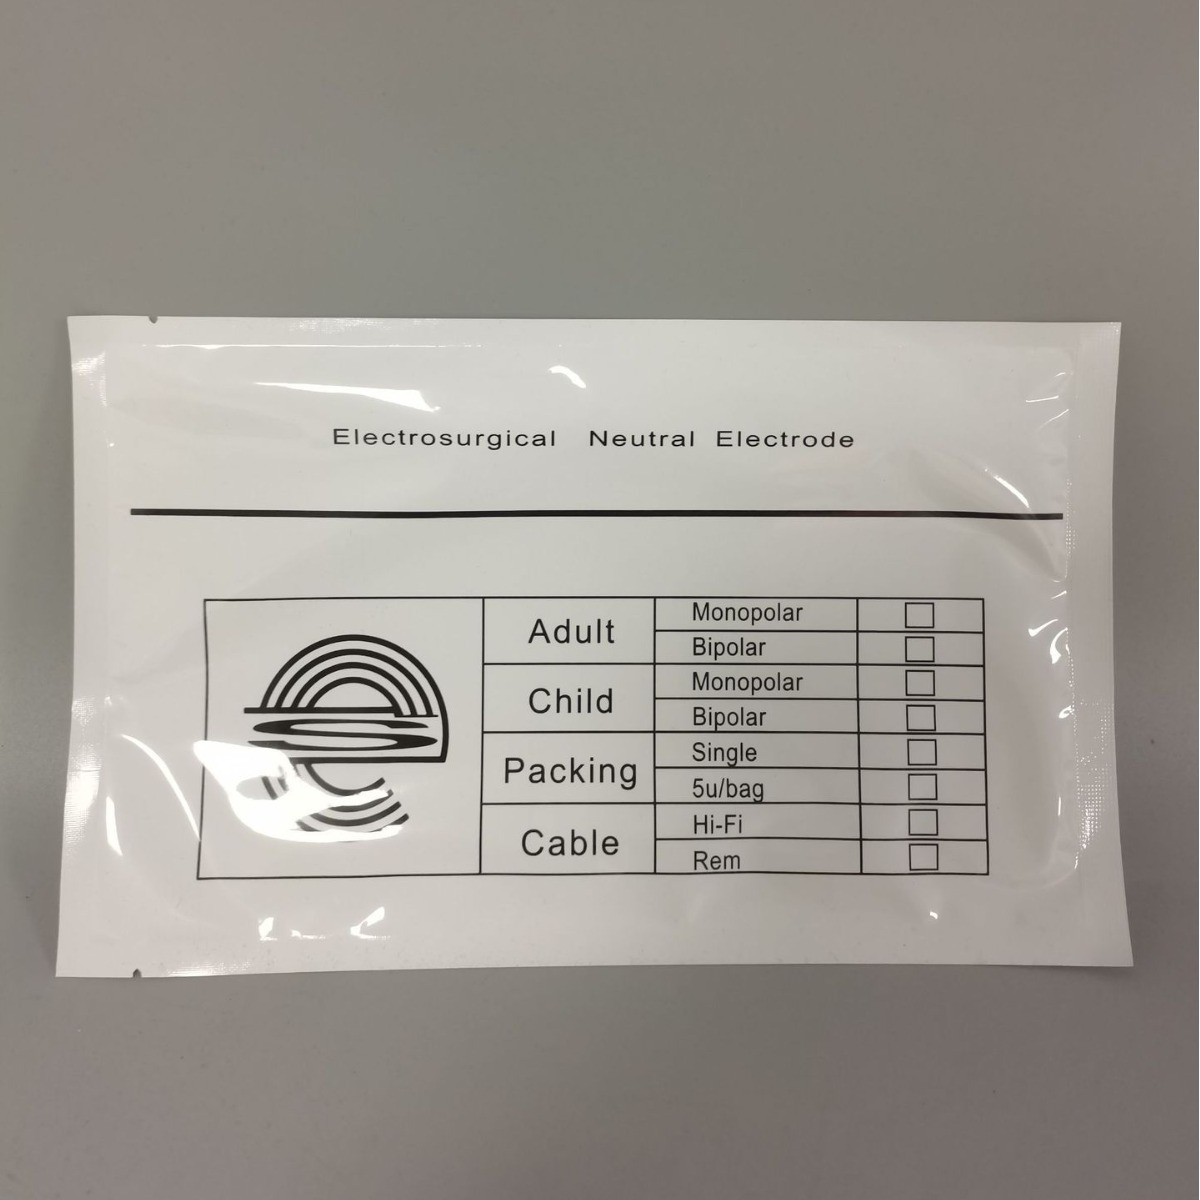 Electrosurgical Neutral Electrode
Adult
Monopolar
Bipolar
Child
Monopolar
Bipolar
Packing
Single
5u/bag
Cable
Hi-Fi
Rem